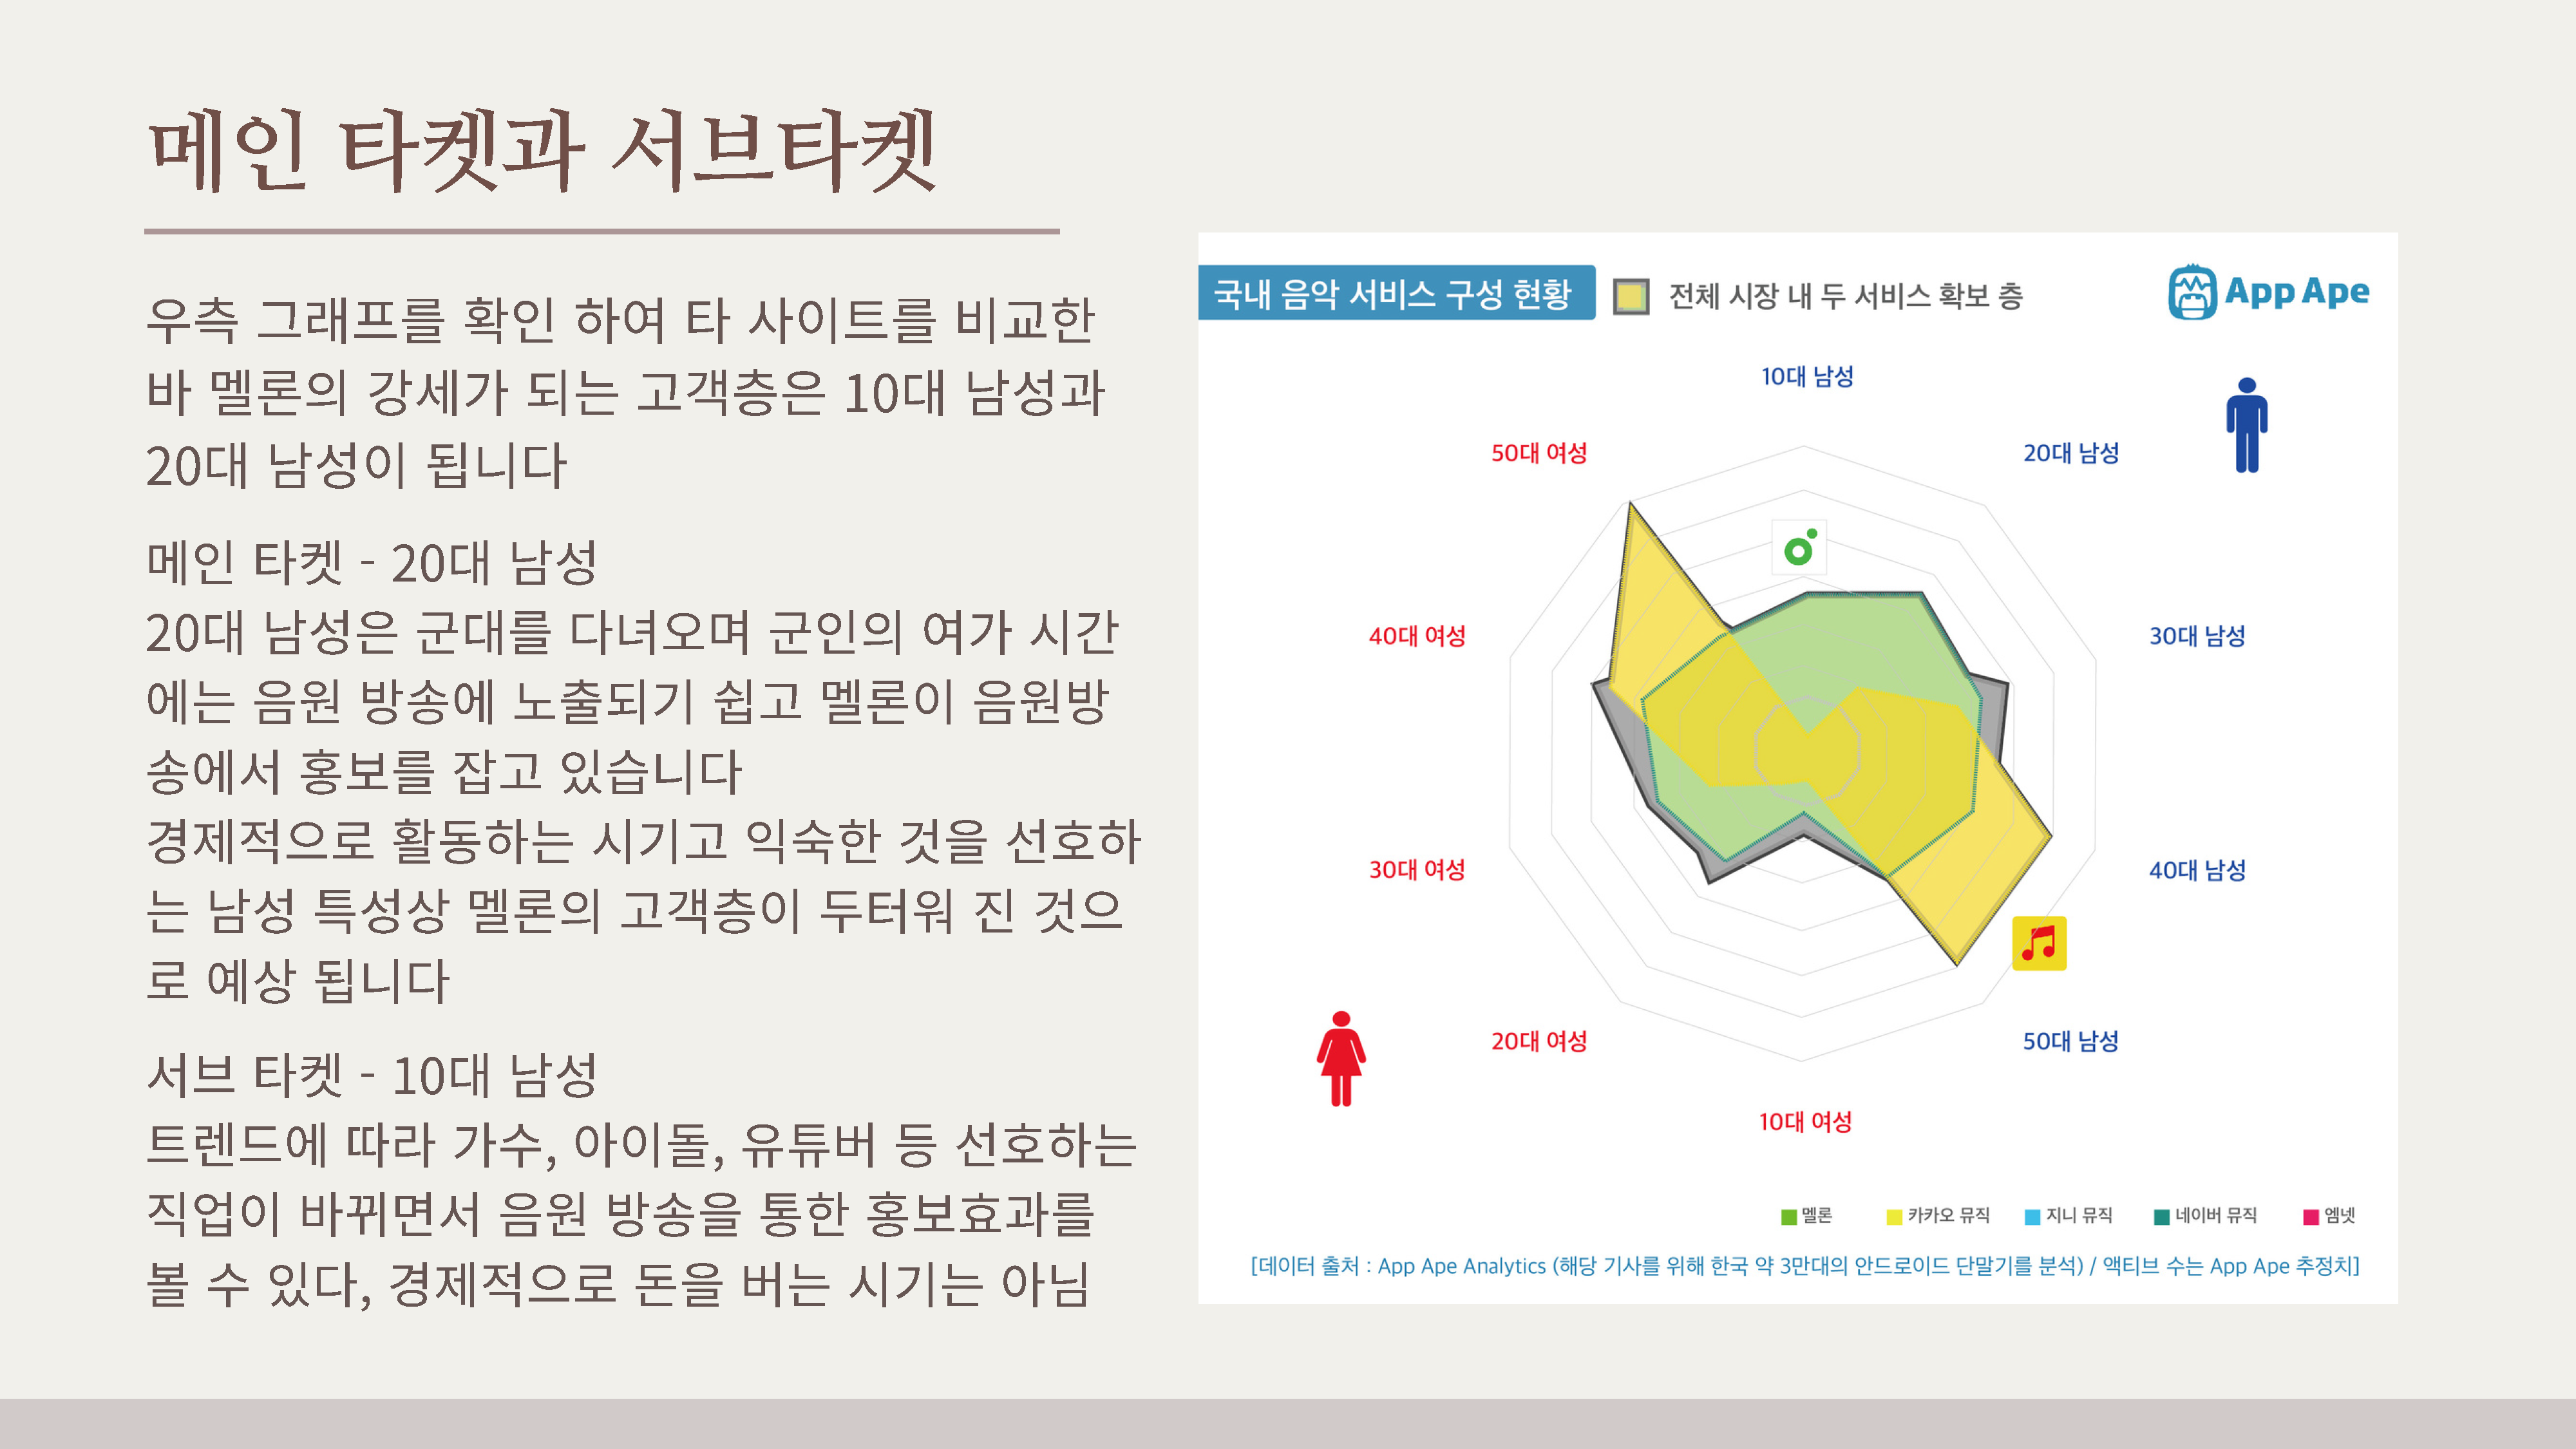 메인 타켓과 서브타켓
우측 그래프를 확인 하여 타 사이트를 비교한
바 멜론의 강세가 되는 고객층은 10대 남성과
20대 남성이 됩니다
메인 타켓 - 20대 남성
20대 남성은 군대를 다녀오며 군인의 여가 시간
에는 음원 방송에 노출되기 쉽고 멜론이 음원방
송에서 홍보를 잡고 있습니다
경제적으로 활동하는 시기고 익숙한 것을 선호하
는 남성 특성상 멜론의 고객층이 두터워 진 것으
로 예상 됩니다
서브 타켓 - 10대 남성
트렌드에 따라 가수, 아이돌, 유튜버 등 선호하는
직업이 바뀌면서 음원 방송을 통한 홍보효과를
볼 수 있다, 경제적으로 돈을 버는 시기는 아님
국내 음악 서비스 구성 현황
전체 시장 내 두 서비스 확보 층
App Ape
10대 남성
20대 남성
30대 남성
40대 남성
50대 남성
10대 여성
20대 여성
30대 여성
40대 여성
50대 여성
멜론 카카오 뮤직 지니 뮤직 네이버 뮤직 엠넷
[데이터 출처 : App Ape Analytics (해당 기사를 위해 한국 약 3만대의 안드로이드 단말기를 분석) / 액티브 수는 App Ape 추정치]